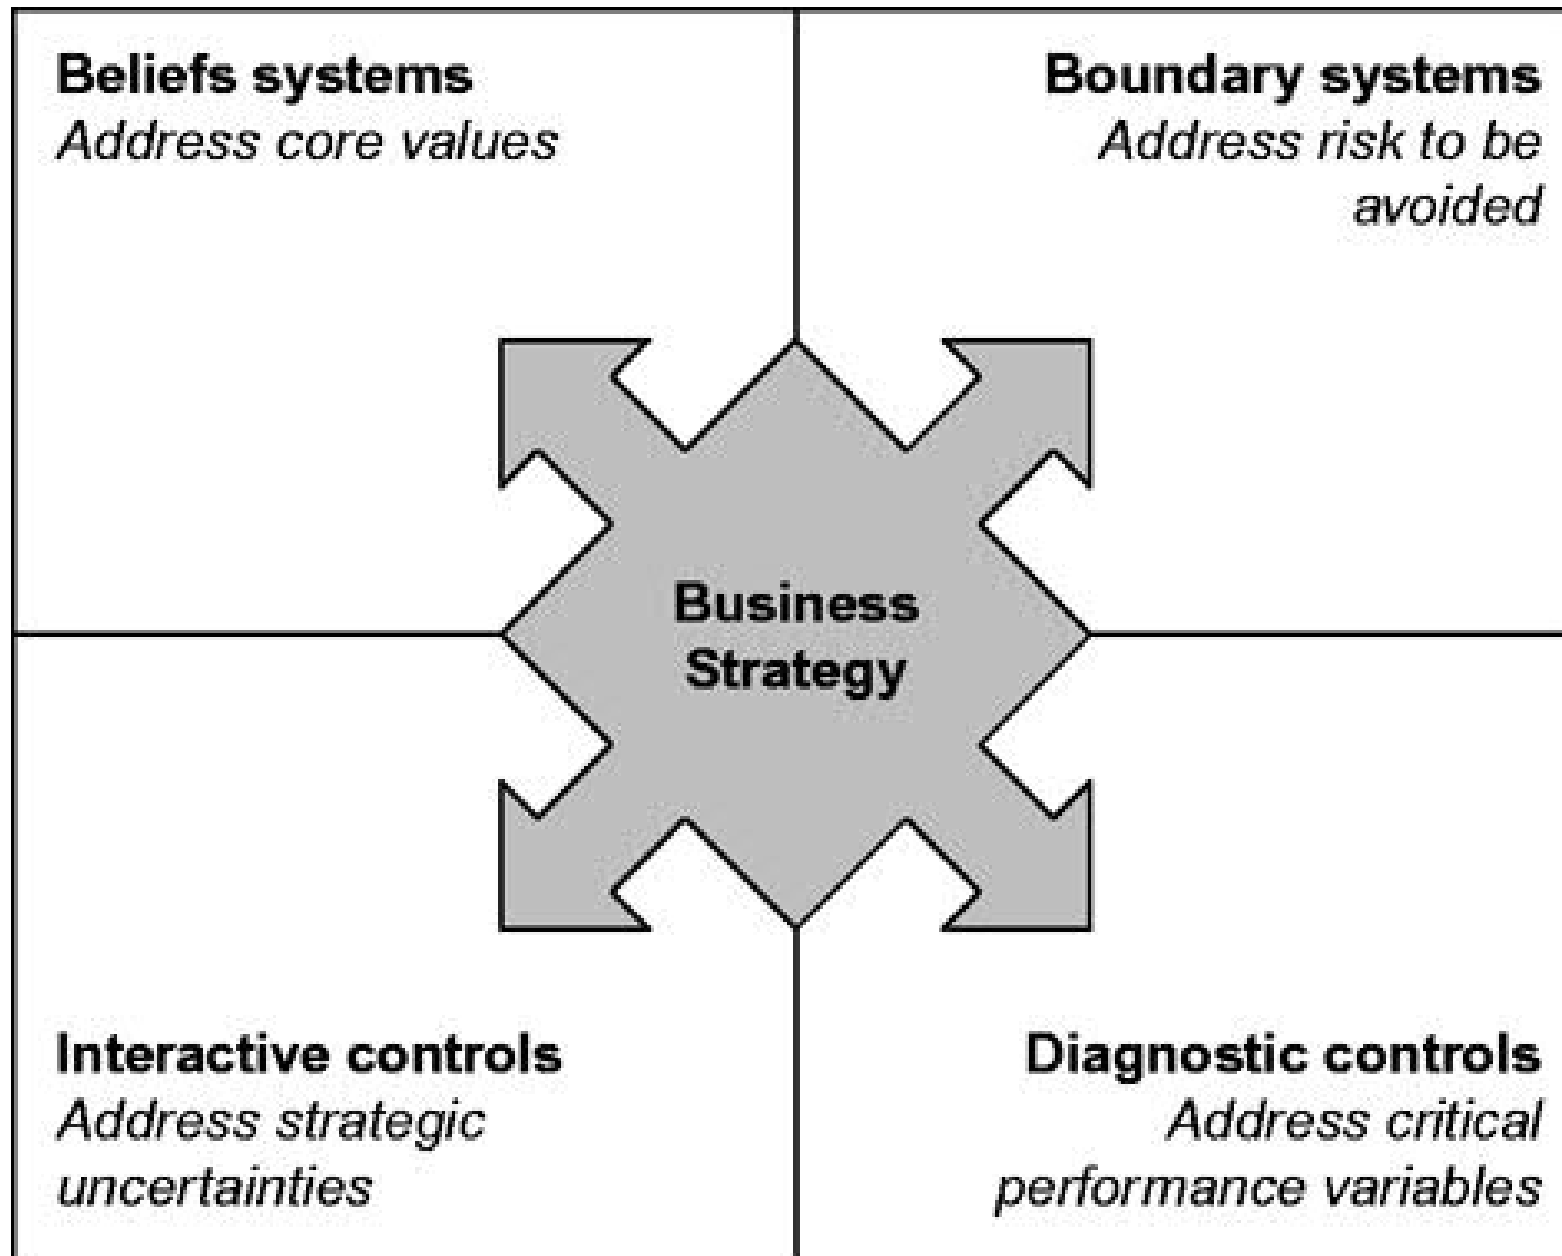 Beliefs systems
Address core values
Boundary systems
Address risk to be
avoided
Business
Strategy
Interactive controls
Address strategic
uncertainties
Diagnostic controls
Address critical
performance variables